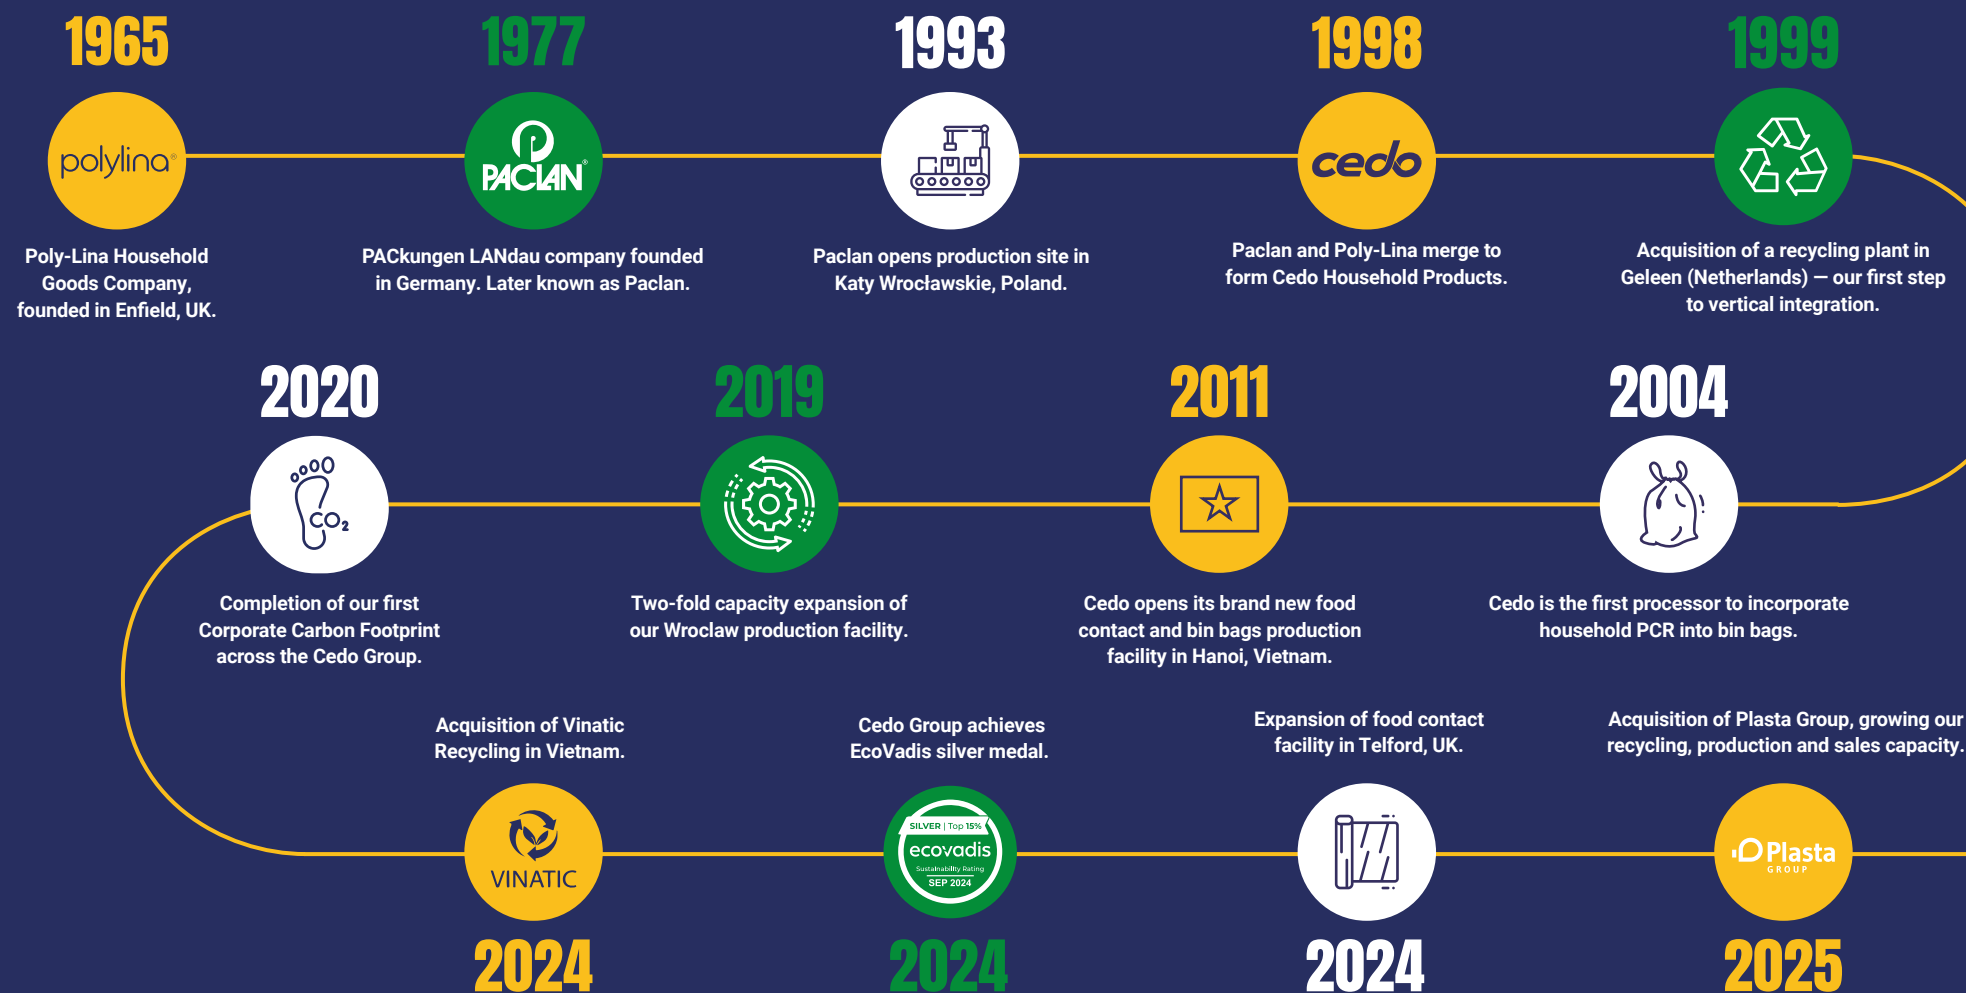 1965
polylina®
Poly-Lina Household
Goods Company,
founded in Enfield, UK.
1977
PACLAN®
PACkungen LANdau company founded
in Germany. Later known as Paclan.
1993
Paclan opens production site in
Katy Wrocławskie, Poland.
1998
cedo
Paclan and Poly-Lina merge to
form Cedo Household Products.
1999
Acquisition of a recycling plant in
Geleen (Netherlands) — our first step
to vertical integration.
2004
Cedo is the first processor to incorporate
household PCR into bin bags.
2011
Cedo opens its brand new food
contact and bin bags production
facility in Hanoi, Vietnam.
2019
Two-fold capacity expansion of
our Wroclaw production facility.
2020
CO₂
Completion of our first
Corporate Carbon Footprint
across the Cedo Group.
Acquisition of Vinatic
Recycling in Vietnam.
VINATIC
2024
Cedo Group achieves
EcoVadis silver medal.
SILVER | Top 15%
ecovadis
Sustainability Rating
SEP 2024
2024
Expansion of food contact
facility in Telford, UK.
2024
Acquisition of Plasta Group, growing our
recycling, production and sales capacity.
Plasta
GROUP
2025